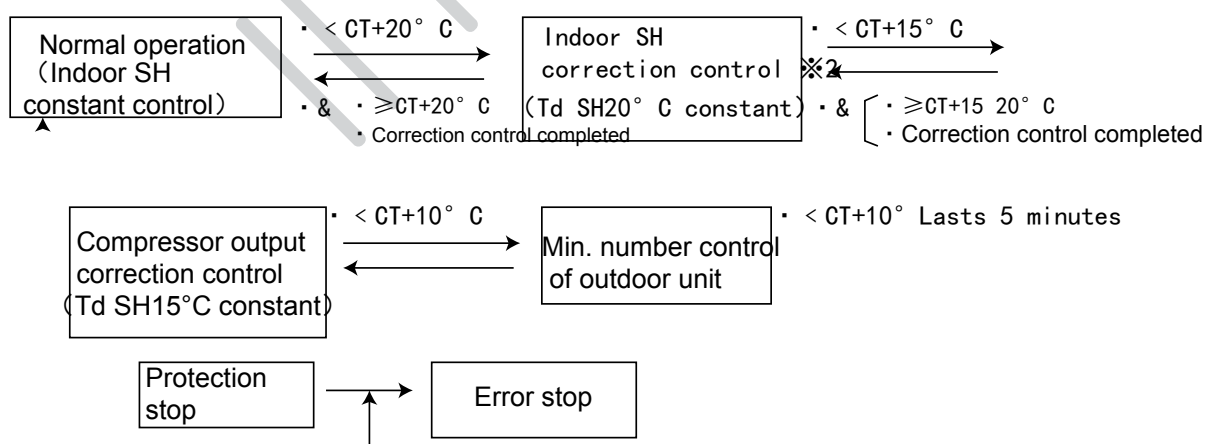 ・ < CT+20° C
・ < CT+15° C
Normal operation
（Indoor SH
constant control）
Indoor SH
correction control ※2
（Td SH20° C constant）
・& ・ ≥CT+20° C
・ Correction control completed
・& ・ ≥CT+15 20° C
・ Correction control completed
・ < CT+10° C
・ < CT+10° Lasts 5 minutes
Compressor output
correction control
（Td SH15°C constant）
Min. number control
of outdoor unit
Protection
stop
Error stop